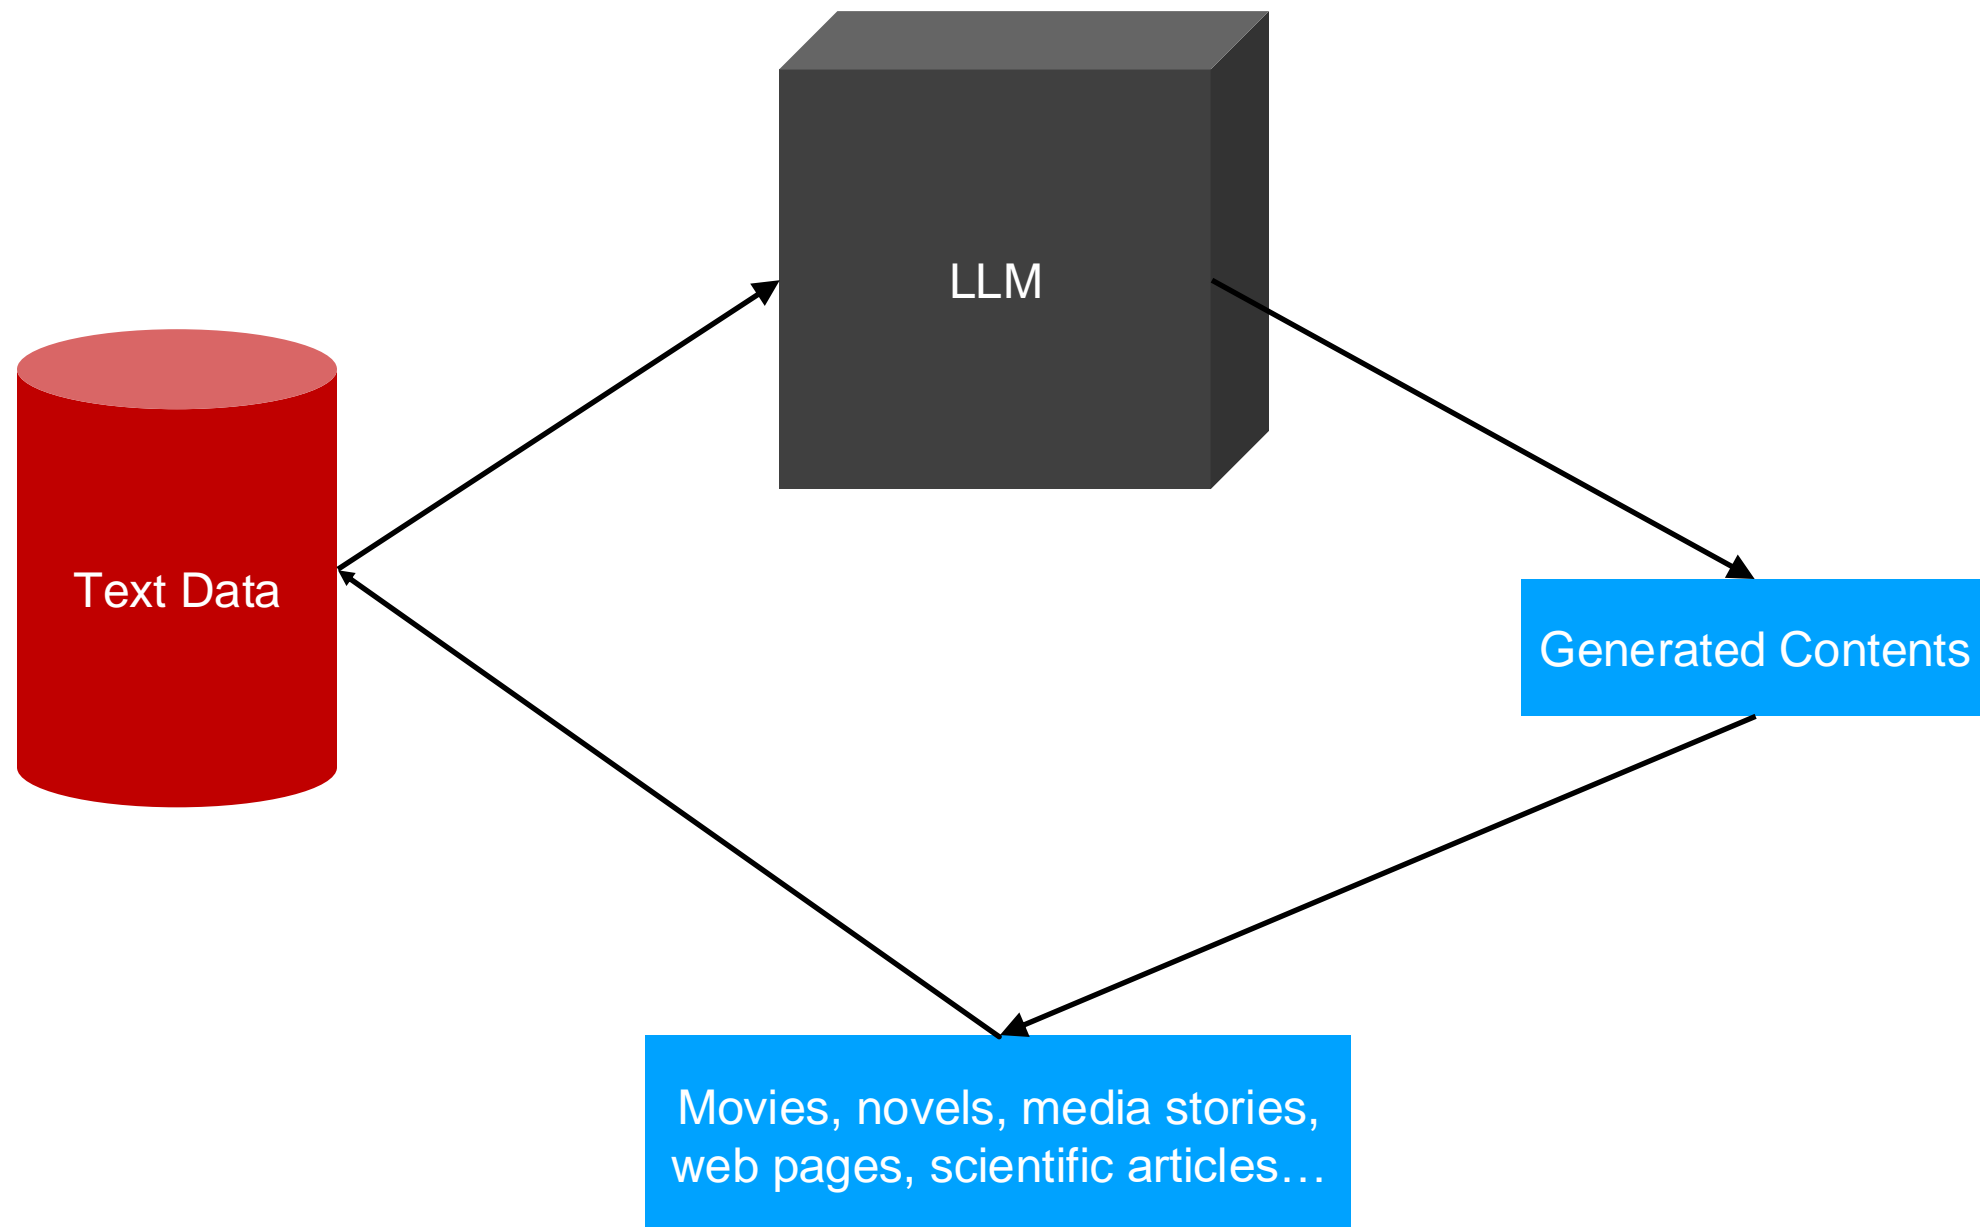 LLM
Text Data
Generated Contents
Movies, novels, media stories,
web pages, scientific articles…